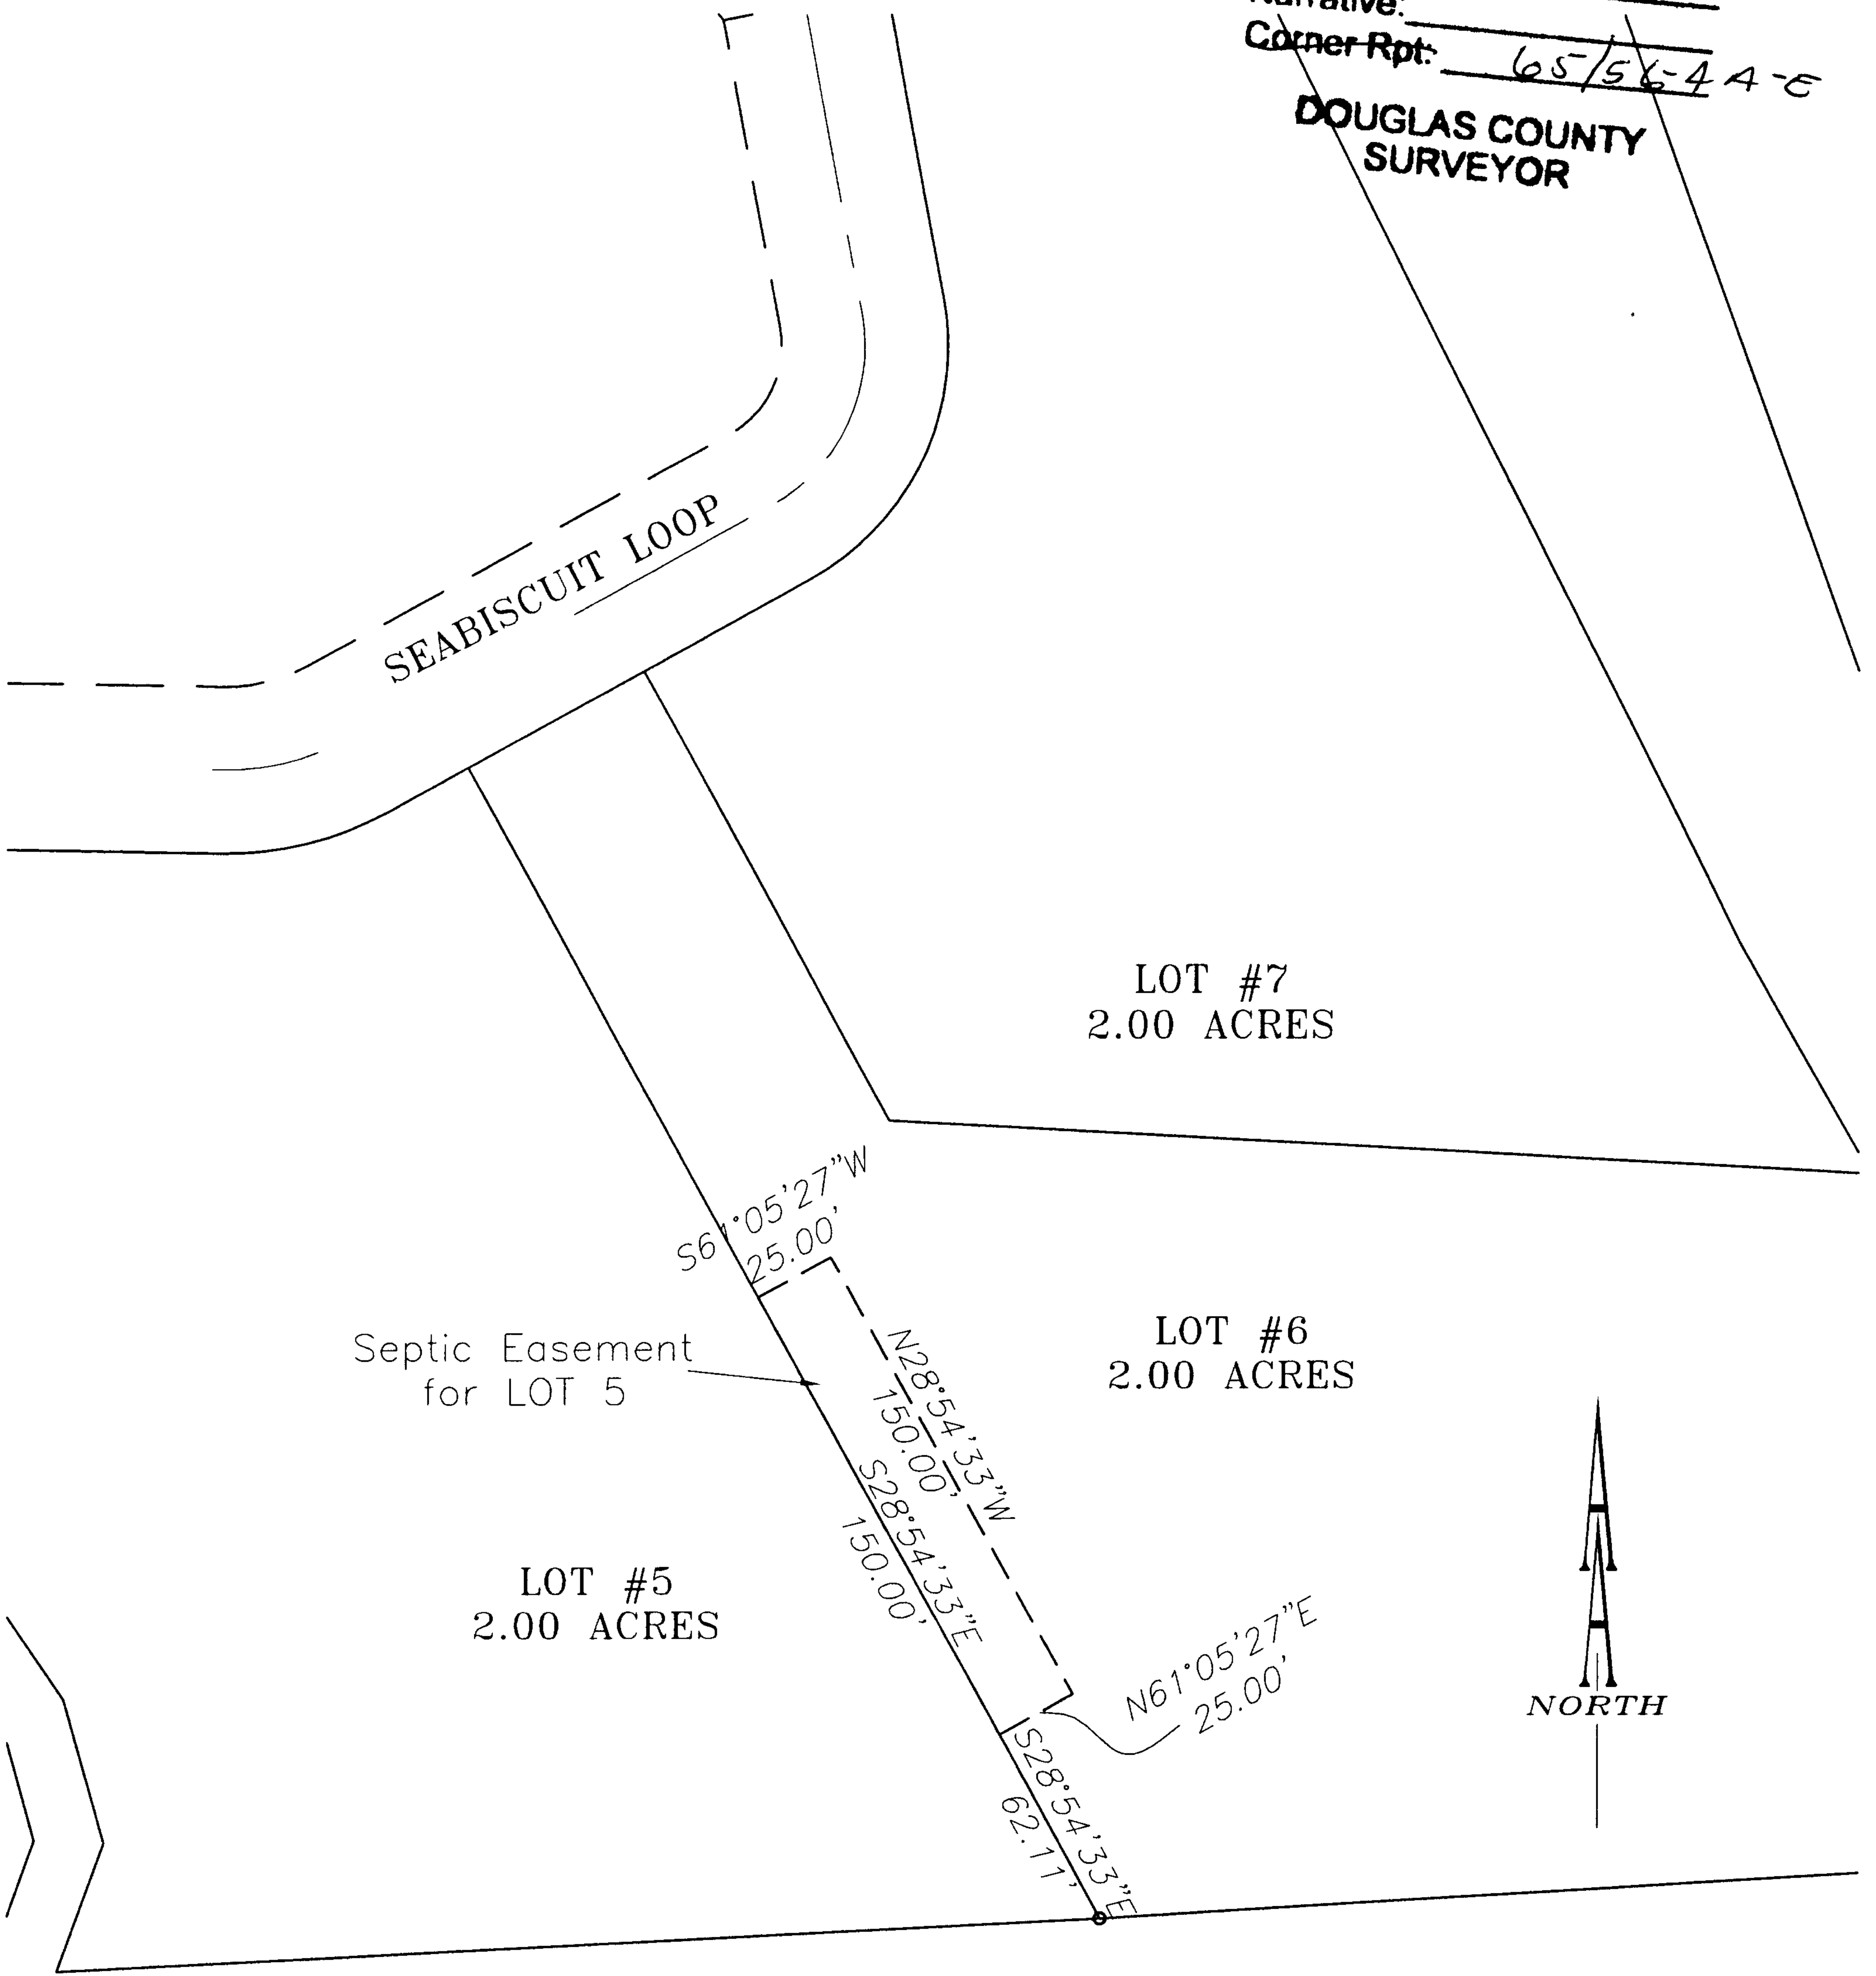 Narrative:
Corner Rpt: 65/56-4 A-E
DOUGLAS COUNTY
SURVEYOR
SEABISCUIT LOOP
LOT #7
2.00 ACRES
S61°05'27"W
25.00'
Septic Easement
for LOT 5
N28°54'33"W
150.00'
LOT #6
2.00 ACRES
S28°54'33"E
150.00'
LOT #5
2.00 ACRES
N61°05'27"E
25.00'
NORTH
S28°54'33"E
62.11'